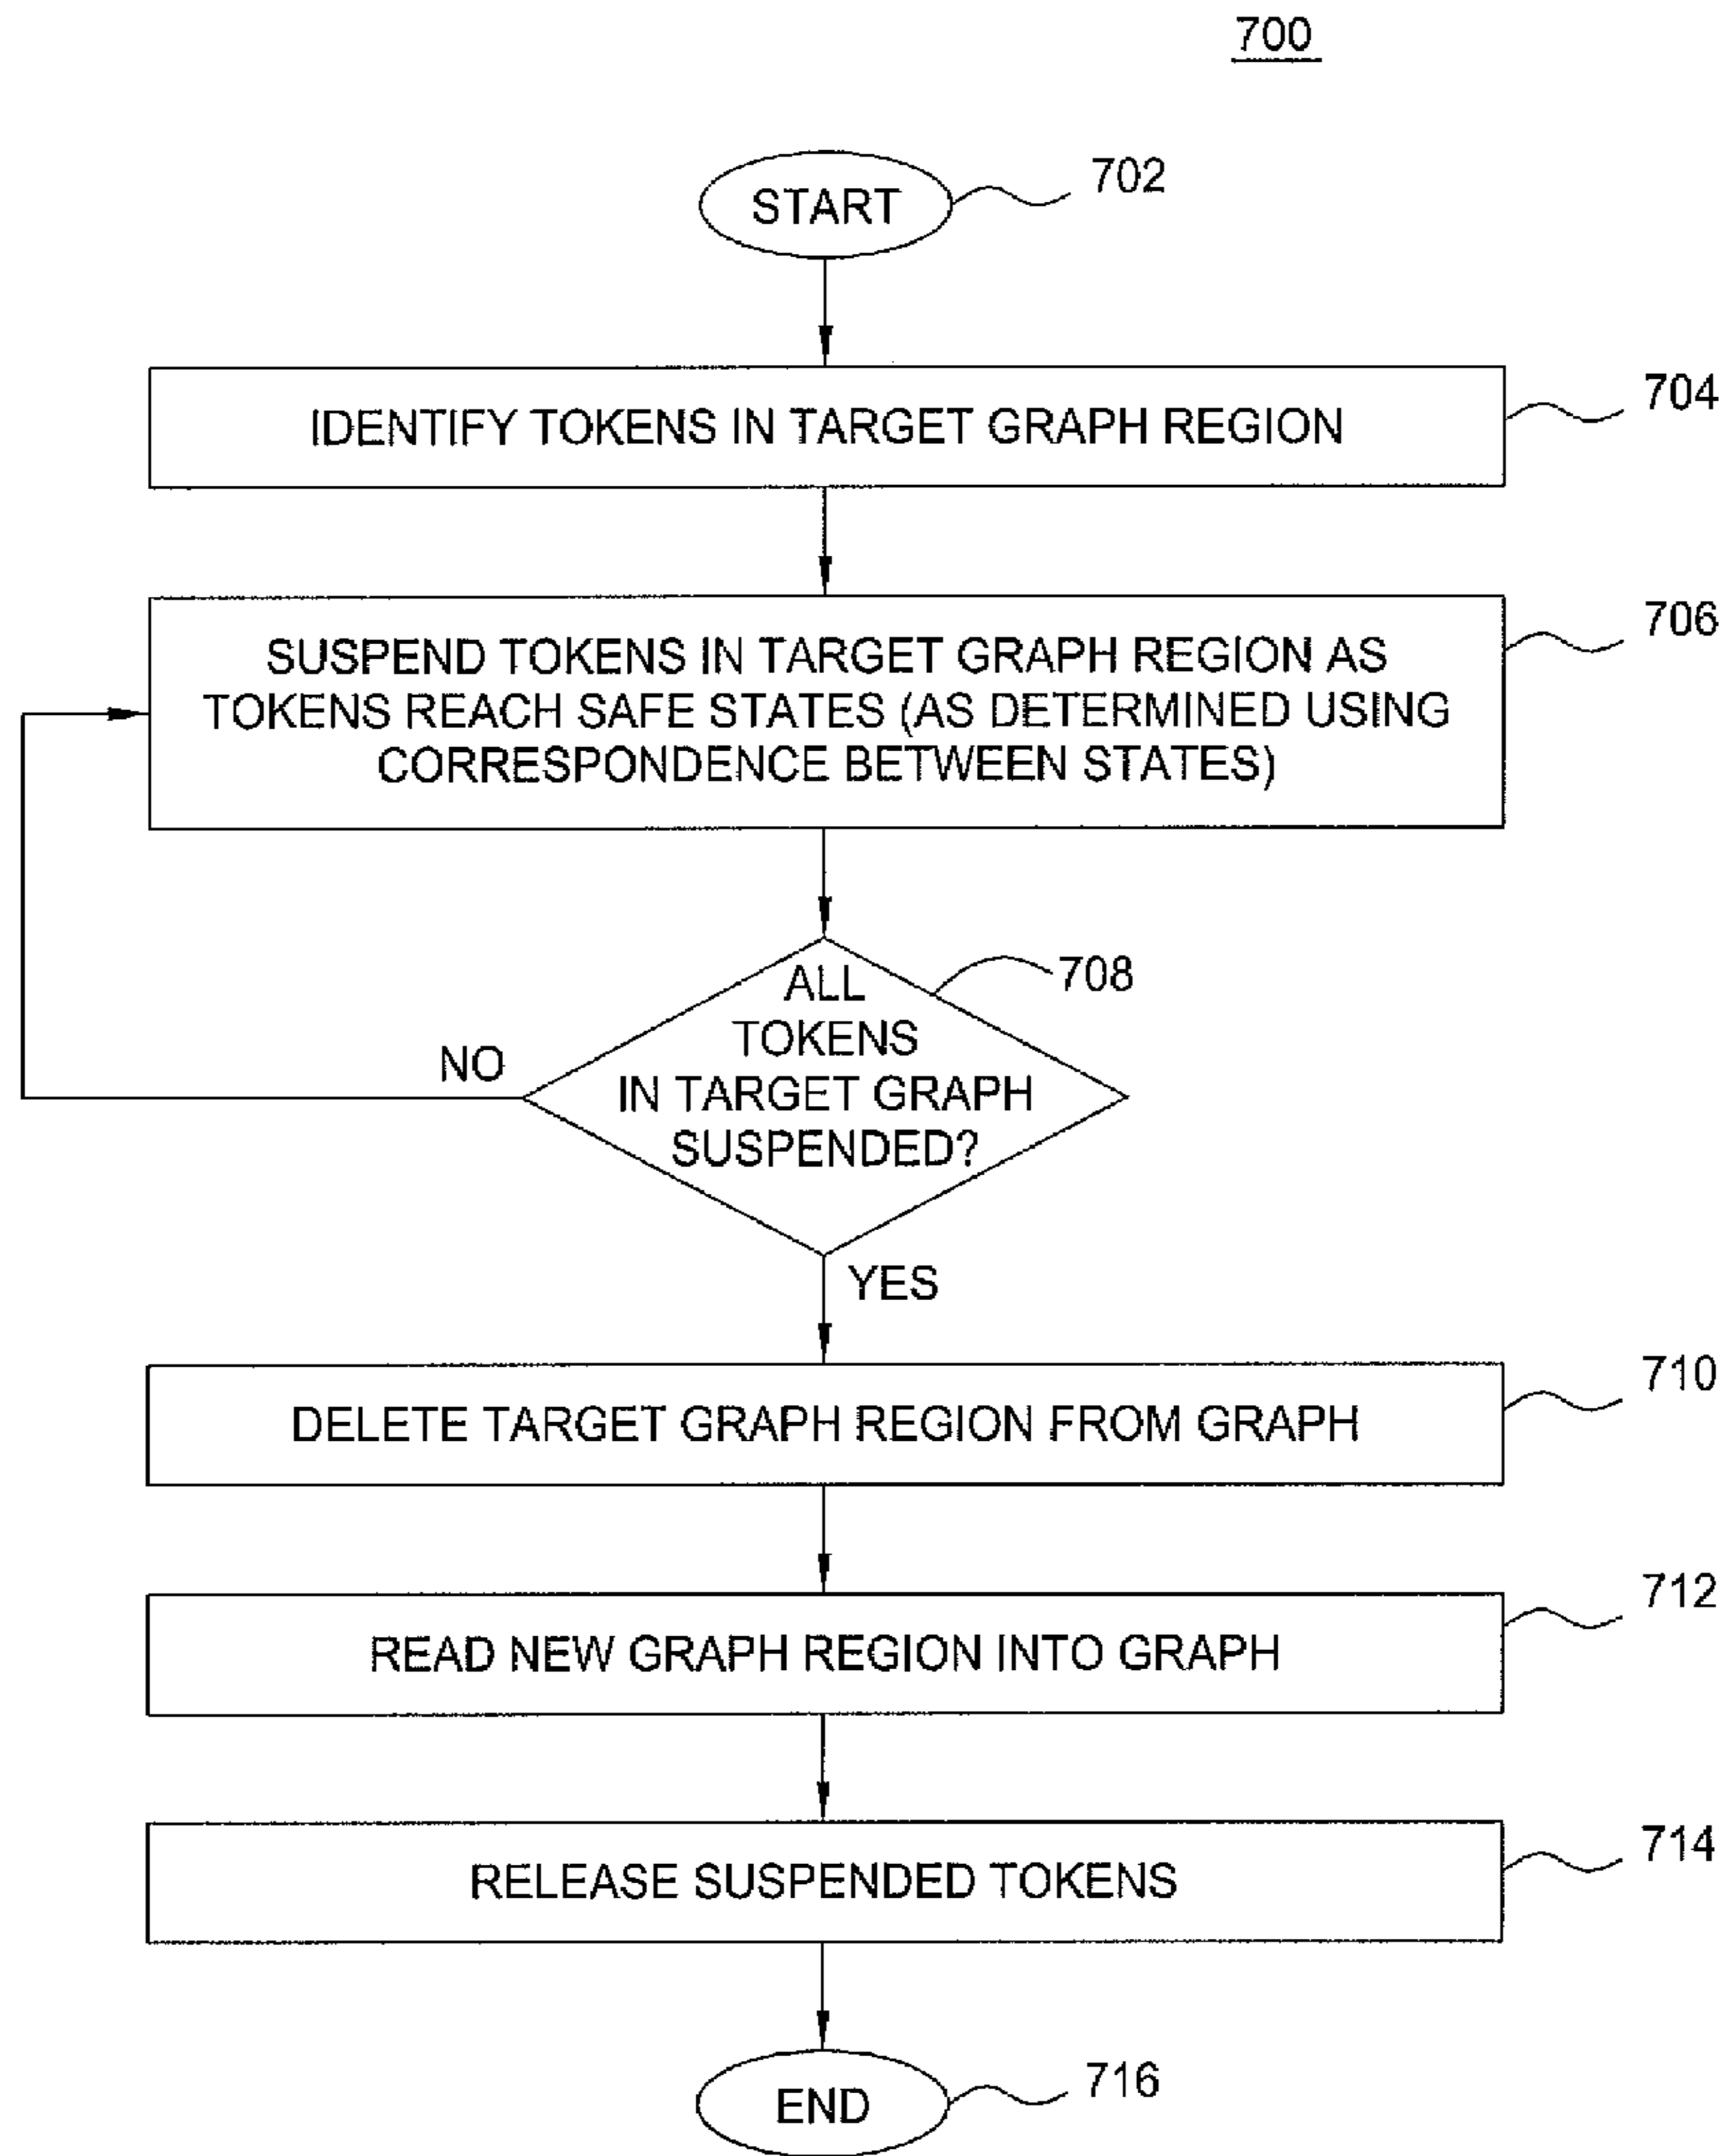 700
START
702
IDENTIFY TOKENS IN TARGET GRAPH REGION
704
SUSPEND TOKENS IN TARGET GRAPH REGION AS
TOKENS REACH SAFE STATES (AS DETERMINED USING
CORRESPONDENCE BETWEEN STATES)
706
ALL
TOKENS
IN TARGET GRAPH
SUSPENDED?
708
NO
YES
DELETE TARGET GRAPH REGION FROM GRAPH
710
READ NEW GRAPH REGION INTO GRAPH
712
RELEASE SUSPENDED TOKENS
714
END
716